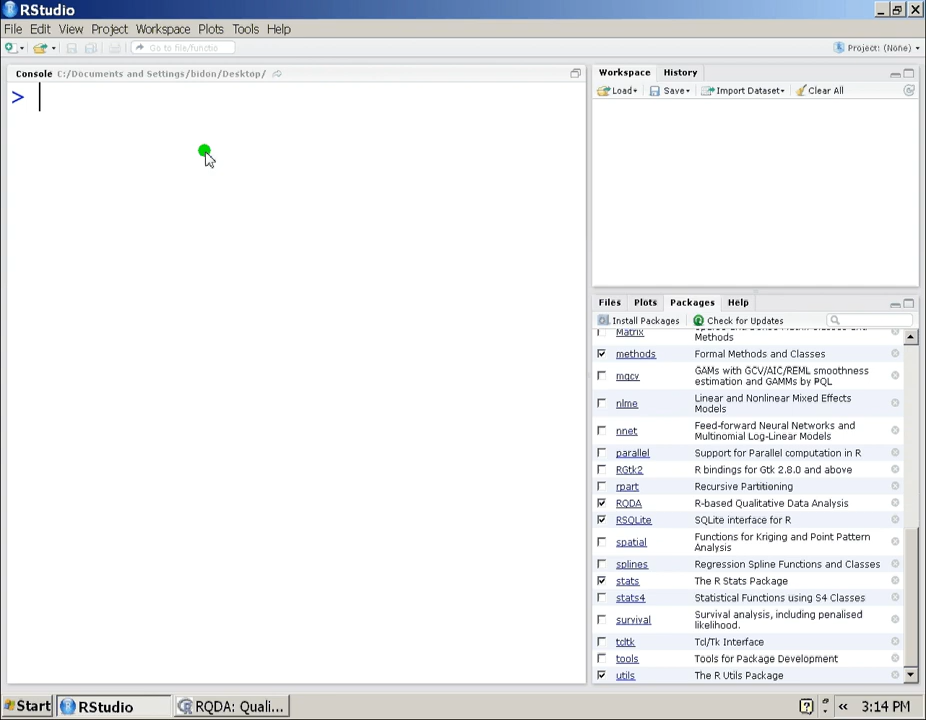 RStudio
File Edit View Project Workspace Plots Tools Help
Go to file/functio
Project: (None)
Console C:/Documents and Settings/bidon/Desktop/
>
Workspace History
Load Save Import Dataset Clear All
Files Plots Packages Help
Install Packages Check for Updates
Matrix
Methods
methods Formal Methods and Classes
mgcv GAMs with GCV/AIC/REML smoothness
estimation and GAMMs by PQL
nlme Linear and Nonlinear Mixed Effects
Models
nnet Feed-forward Neural Networks and
Multinomial Log-Linear Models
parallel Support for Parallel computation in R
RGtk2 R bindings for Gtk 2.8.0 and above
rpart Recursive Partitioning
RQDA R-based Qualitative Data Analysis
RSQLite SQLite interface for R
spatial Functions for Kriging and Point Pattern
Analysis
splines Regression Spline Functions and Classes
stats The R Stats Package
stats4 Statistical Functions using S4 Classes
survival Survival analysis, including penalised
likelihood.
tcltk Tcl/Tk Interface
tools Tools for Package Development
utils The R Utils Package
Start RStudio RQDA: Quali... ? « 3:14 PM